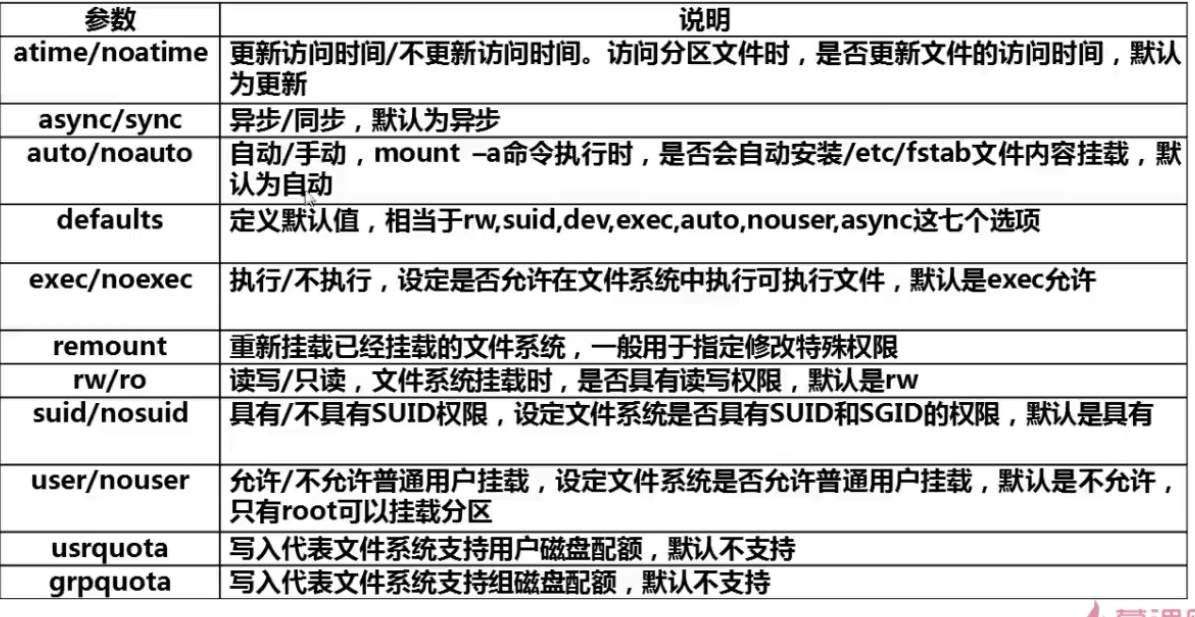 参数 说明
atime/noatime 更新访问时间/不更新访问时间。访问分区文件时，是否更新文件的访问时间，默认
为更新
async/sync 异步/同步，默认为异步
auto/noauto 自动/手动，mount –a命令执行时，是否会自动安装/etc/fstab文件内容挂载，默
认为自动
defaults 定义默认值，相当于rw,suid,dev,exec,auto,nouser,async这七个选项
exec/noexec 执行/不执行，设定是否允许在文件系统中执行可执行文件，默认是exec允许
remount 重新挂载已经挂载的文件系统，一般用于指定修改特殊权限
rw/ro 读写/只读，文件系统挂载时，是否具有读写权限，默认是rw
suid/nosuid 具有/不具有SUID权限，设定文件系统是否具有SUID和SGID的权限，默认是具有
user/nouser 允许/不允许普通用户挂载，设定文件系统是否允许普通用户挂载，默认是不允许，
只有root可以挂载分区
usrquota 写入代表文件系统支持用户磁盘配额，默认不支持
grpquota 写入代表文件系统支持组磁盘配额，默认不支持